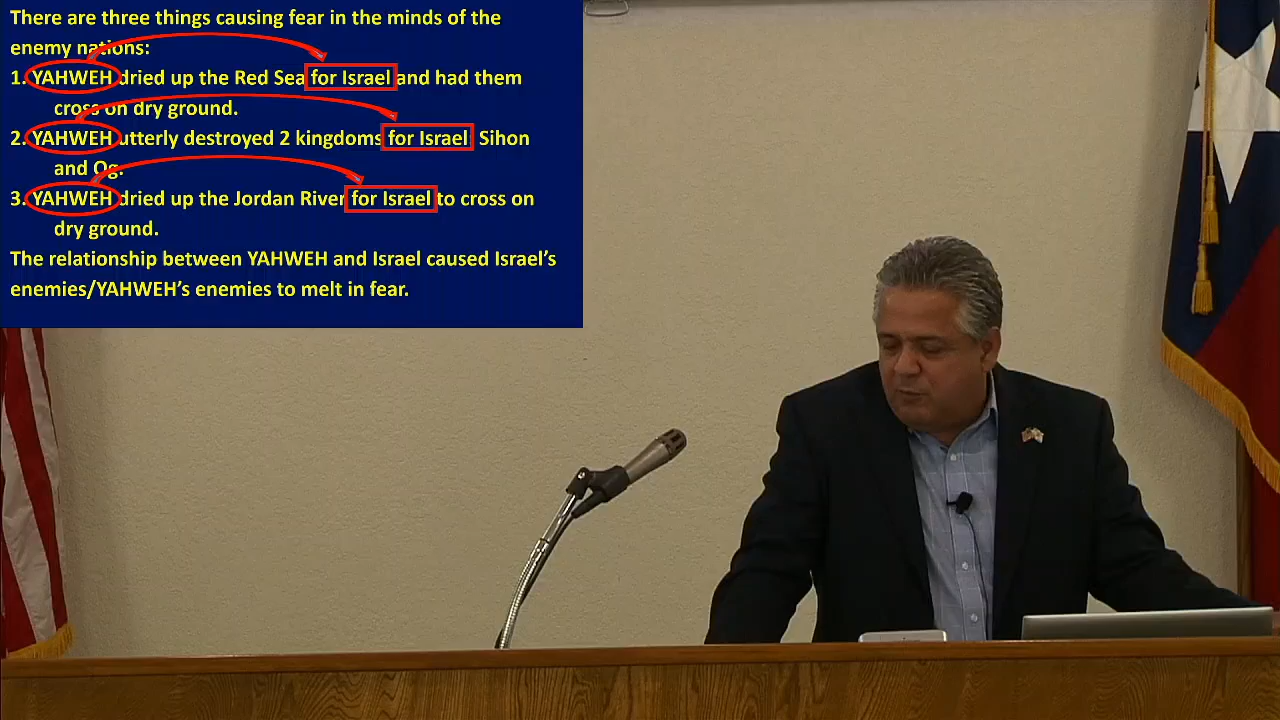 There are three things causing fear in the minds of the
enemy nations:
1. YAHWEH dried up the Red Sea for Israel and had them
cross on dry ground.
2. YAHWEH utterly destroyed 2 kingdoms for Israel Sihon
and Og.
3. YAHWEH dried up the Jordan River for Israel to cross on
dry ground.
The relationship between YAHWEH and Israel caused Israel's
enemies/YAHWEH's enemies to melt in fear.